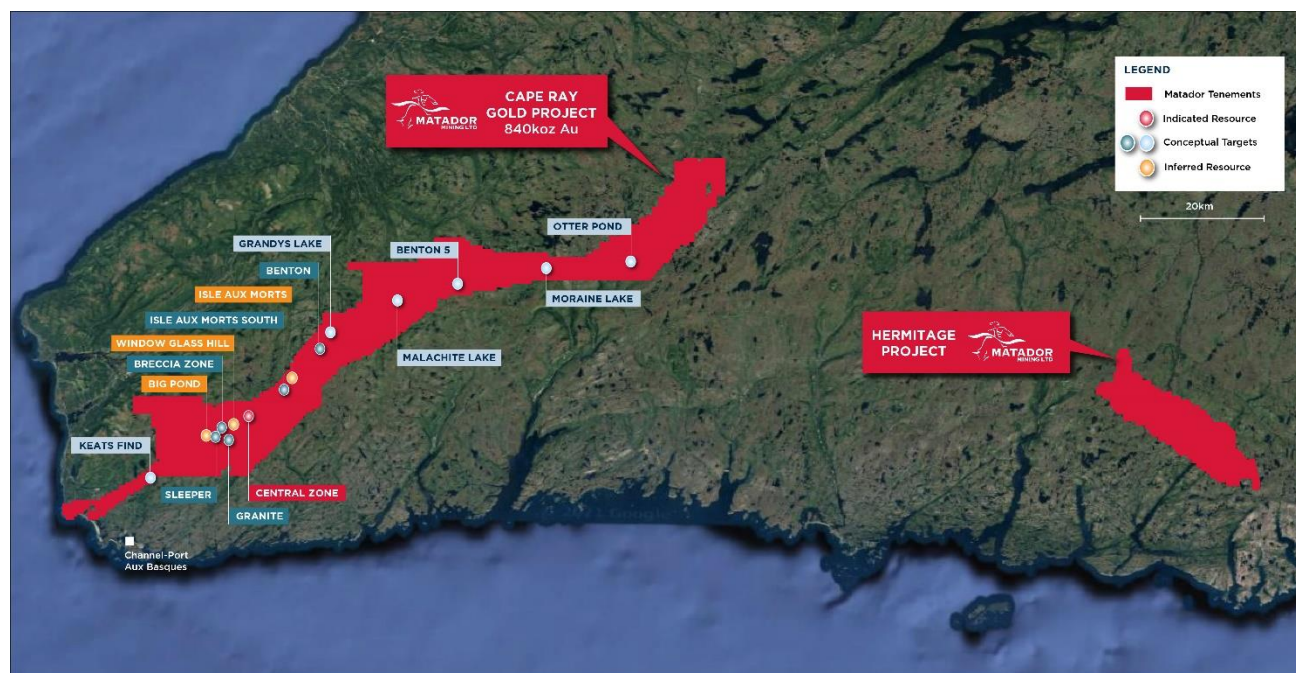 MATADOR
MINING LTD
CAPE RAY
GOLD PROJECT
840koz Au
LEGEND
Matador Tenements
Indicated Resource
Conceptual Targets
Inferred Resource
20km
OTTER POND
GRANDYS LAKE
BENTON 5
BENTON
ISLE AUX MORTS
MORAINE LAKE
ISLE AUX MORTS SOUTH
WINDOW GLASS HILL
MALACHITE LAKE
BRECCIA ZONE
BIG POND
HERMITAGE
PROJECT
MATADOR
MINING LTD
KEATS FIND
SLEEPER
CENTRAL ZONE
GRANITE
Channel-Port
Aux Basques